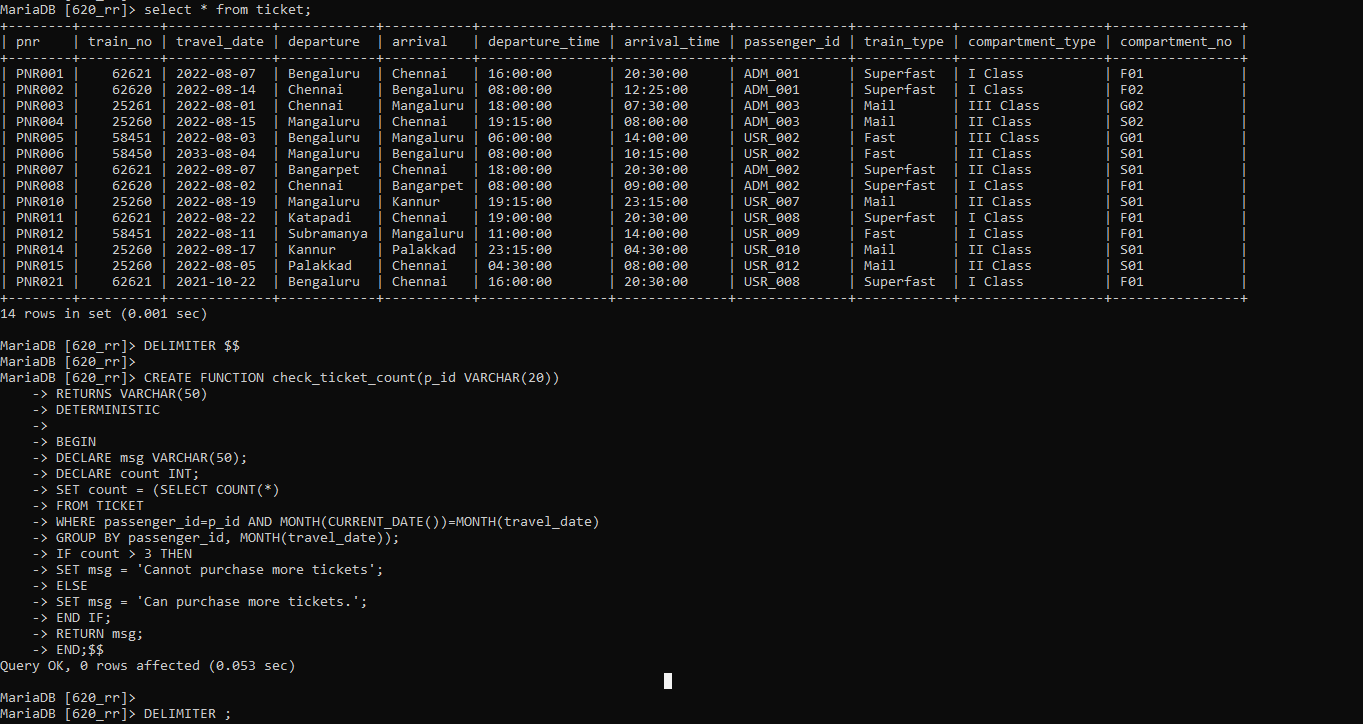 MariaDB [620_rr]> select * from ticket;
+--------+----------+-------------+------------+-----------+----------------+--------------+--------------+------------+------------------+----------------+
| pnr    | train_no | travel_date | departure  | arrival   | departure_time | arrival_time | passenger_id | train_type | compartment_type | compartment_no |
+--------+----------+-------------+------------+-----------+----------------+--------------+--------------+------------+------------------+----------------+
| PNR001 |    62621 | 2022-08-07  | Bengaluru  | Chennai   | 16:00:00       | 20:30:00     | ADM_001      | Superfast  | I Class          | F01            |
| PNR002 |    62620 | 2022-08-14  | Chennai    | Bengaluru | 08:00:00       | 12:25:00     | ADM_001      | Superfast  | I Class          | F02            |
| PNR003 |    25261 | 2022-08-01  | Chennai    | Mangaluru | 18:00:00       | 07:30:00     | ADM_003      | Mail       | III Class        | G02            |
| PNR004 |    25260 | 2022-08-15  | Mangaluru  | Chennai   | 19:15:00       | 08:00:00     | ADM_003      | Mail       | II Class         | S02            |
| PNR005 |    58451 | 2022-08-03  | Bengaluru  | Mangaluru | 06:00:00       | 14:00:00     | USR_002      | Fast       | III Class        | G01            |
| PNR006 |    58450 | 2033-08-04  | Mangaluru  | Bengaluru | 08:00:00       | 10:15:00     | USR_002      | Fast       | II Class         | S01            |
| PNR007 |    62621 | 2022-08-07  | Bangarpet  | Chennai   | 18:00:00       | 20:30:00     | ADM_002      | Superfast  | II Class         | S01            |
| PNR008 |    62620 | 2022-08-02  | Chennai    | Bangarpet | 08:00:00       | 09:00:00     | ADM_002      | Superfast  | I Class          | F01            |
| PNR010 |    25260 | 2022-08-19  | Mangaluru  | Kannur    | 19:15:00       | 23:15:00     | USR_007      | Mail       | II Class         | S01            |
| PNR011 |    62621 | 2022-08-22  | Katapadi   | Chennai   | 19:00:00       | 20:30:00     | USR_008      | Superfast  | I Class          | F01            |
| PNR012 |    58451 | 2022-08-11  | Subramanya | Mangaluru | 11:00:00       | 14:00:00     | USR_009      | Fast       | I Class          | F01            |
| PNR014 |    25260 | 2022-08-17  | Kannur     | Palakkad  | 23:15:00       | 04:30:00     | USR_010      | Mail       | II Class         | S01            |
| PNR015 |    25260 | 2022-08-05  | Palakkad   | Chennai   | 04:30:00       | 08:00:00     | USR_012      | Mail       | II Class         | S01            |
| PNR021 |    62621 | 2021-10-22  | Bengaluru  | Chennai   | 16:00:00       | 20:30:00     | USR_008      | Superfast  | I Class          | F01            |
+--------+----------+-------------+------------+-----------+----------------+--------------+--------------+------------+------------------+----------------+
14 rows in set (0.001 sec)
MariaDB [620_rr]> DELIMITER $$
MariaDB [620_rr]>
MariaDB [620_rr]> CREATE FUNCTION check_ticket_count(p_id VARCHAR(20))
    -> RETURNS VARCHAR(50)
    -> DETERMINISTIC
    ->
    -> BEGIN
    -> DECLARE msg VARCHAR(50);
    -> DECLARE count INT;
    -> SET count = (SELECT COUNT(*)
    -> FROM TICKET
    -> WHERE passenger_id=p_id AND MONTH(CURRENT_DATE())=MONTH(travel_date)
    -> GROUP BY passenger_id, MONTH(travel_date));
    -> IF count > 3 THEN
    -> SET msg = 'Cannot purchase more tickets';
    -> ELSE
    -> SET msg = 'Can purchase more tickets.';
    -> END IF;
    -> RETURN msg;
    -> END;$$
Query OK, 0 rows affected (0.053 sec)
MariaDB [620_rr]>
MariaDB [620_rr]> DELIMITER ;